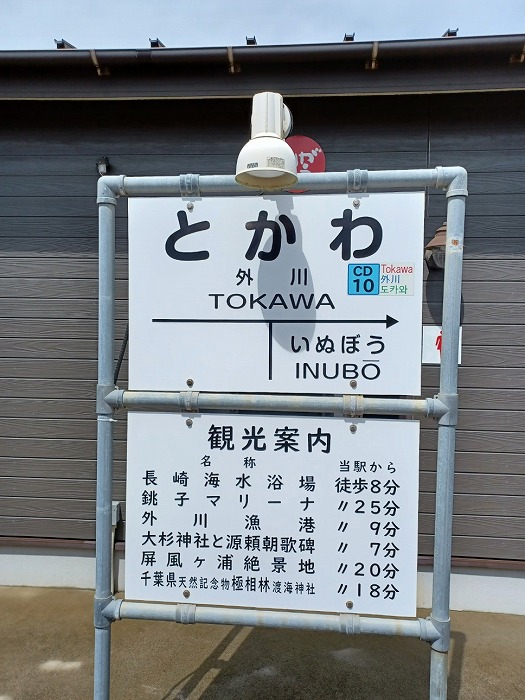 とかわ
外川
TOKAWA
CD
10
Tokawa
外川
도카와
いぬぼう
INUBŌ
観光案内
名称 当駅から
長崎海水浴場 徒歩8分
銚子マリーナ 〃25分
外川漁港 〃9分
大杉神社と源頼朝歌碑 〃7分
屏風ヶ浦絶景地 〃20分
千葉県天然記念物極相林渡海神社 〃18分